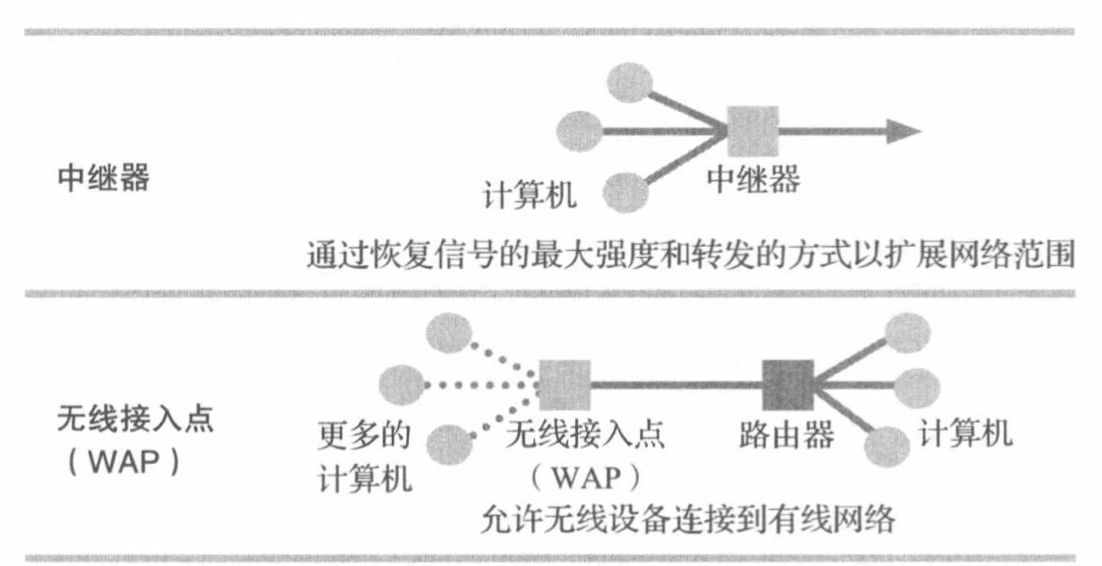 中继器
计算机
中继器
通过恢复信号的最大强度和转发的方式以扩展网络范围
无线接入点
（WAP）
更多的
计算机
无线接入点
（WAP）
路由器
计算机
允许无线设备连接到有线网络